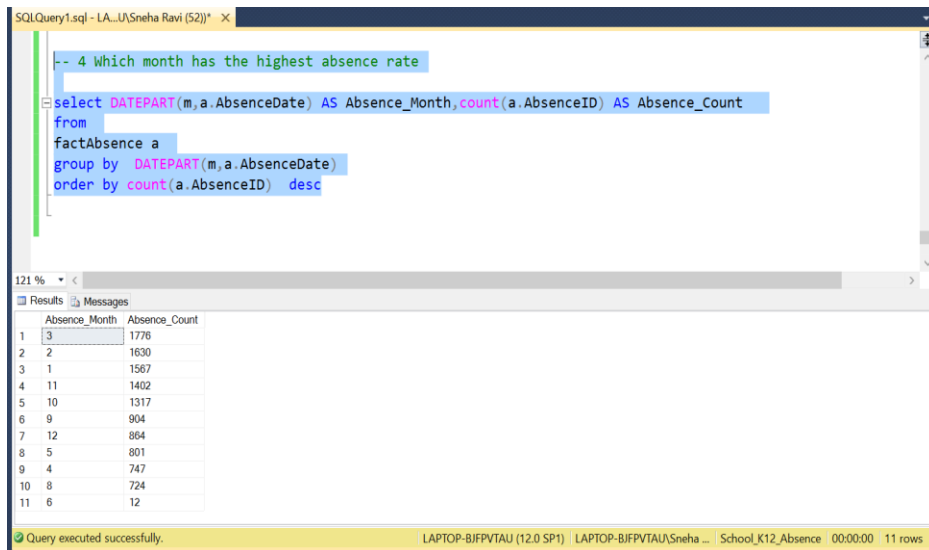 SQLQuery1.sql - LA...U\Sneha Ravi (52))* ×
-- 4 Which month has the highest absence rate
select DATEPART(m,a.AbsenceDate) AS Absence_Month,count(a.AbsenceID) AS Absence_Count
from
factAbsence a
group by  DATEPART(m,a.AbsenceDate)
order by count(a.AbsenceID)  desc
121 %
Results Messages
Absence_Month Absence_Count
1 3 1776
2 2 1630
3 1 1567
4 11 1402
5 10 1317
6 9 904
7 12 864
8 5 801
9 4 747
10 8 724
11 6 12
Query executed successfully. LAPTOP-BJFPVTAU (12.0 SP1) LAPTOP-BJFPVTAU\Sneha ... School_K12_Absence 00:00:00 11 rows